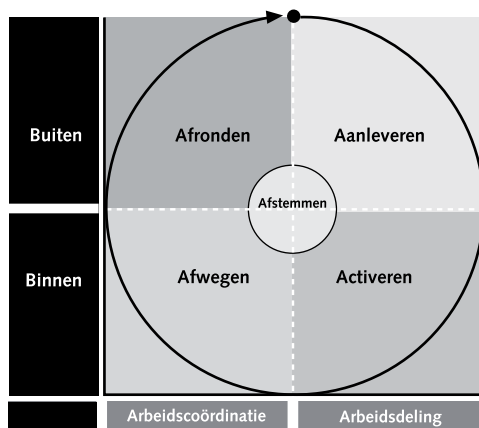 Buiten
Afronden
Aanleveren
Afstemmen
Binnen
Afwegen
Activeren
Arbeidscoördinatie
Arbeidsdeling